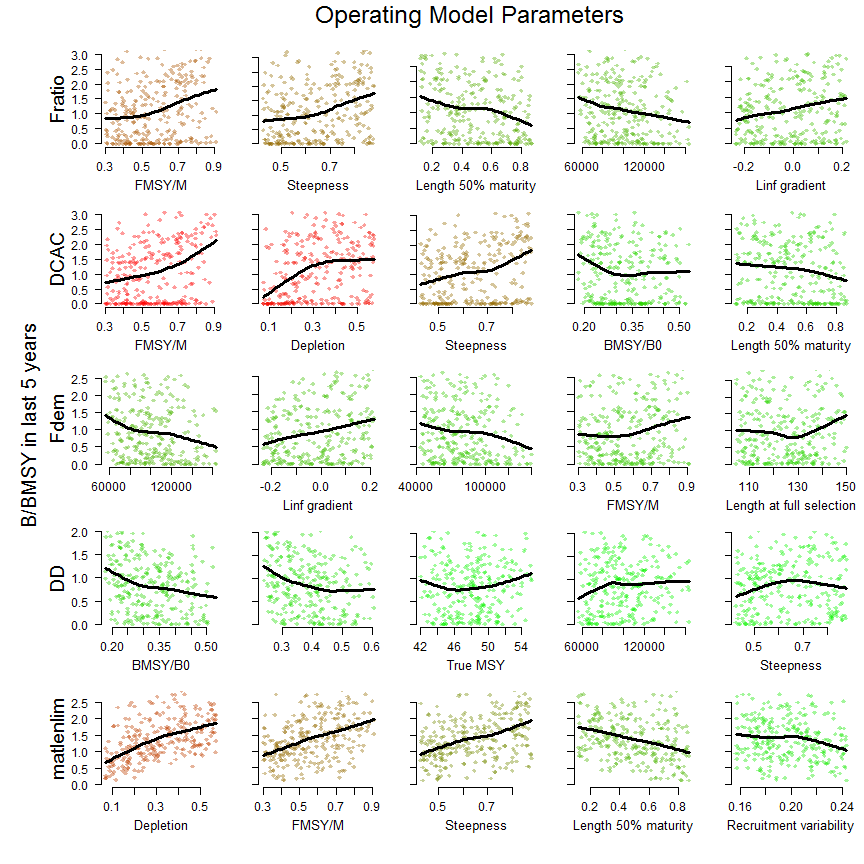 Operating Model Parameters
B/BMSY in last 5 years
Fratio
3.0
2.5
2.0
1.5
1.0
0.5
0.0
0.3 0.5 0.7 0.9
FMSY/M
0.5 0.7
Steepness
0.2 0.4 0.6 0.8
Length 50% maturity
60000 120000
-0.2 0.0 0.2
Linf gradient
DCAC
3.0
2.5
2.0
1.5
1.0
0.5
0.0
0.3 0.5 0.7 0.9
FMSY/M
0.1 0.3 0.5
Depletion
0.5 0.7
Steepness
0.20 0.35 0.50
BMSY/B0
0.2 0.4 0.6 0.8
Length 50% maturity
Fdem
2.5
2.0
1.5
1.0
0.5
0.0
60000 120000
-0.2 0.0 0.2
Linf gradient
40000 100000
0.3 0.5 0.7 0.9
FMSY/M
110 130 150
Length at full selection
DD
2.0
1.5
1.0
0.5
0.0
0.20 0.30 0.40 0.50
BMSY/B0
0.3 0.4 0.5 0.6
42 46 50 54
True MSY
60000 120000
0.5 0.7
Steepness
matlenlim
2.5
2.0
1.5
1.0
0.5
0.0
0.1 0.3 0.5
Depletion
0.3 0.5 0.7 0.9
FMSY/M
0.5 0.7
Steepness
0.2 0.4 0.6 0.8
Length 50% maturity
0.16 0.20 0.24
Recruitment variability